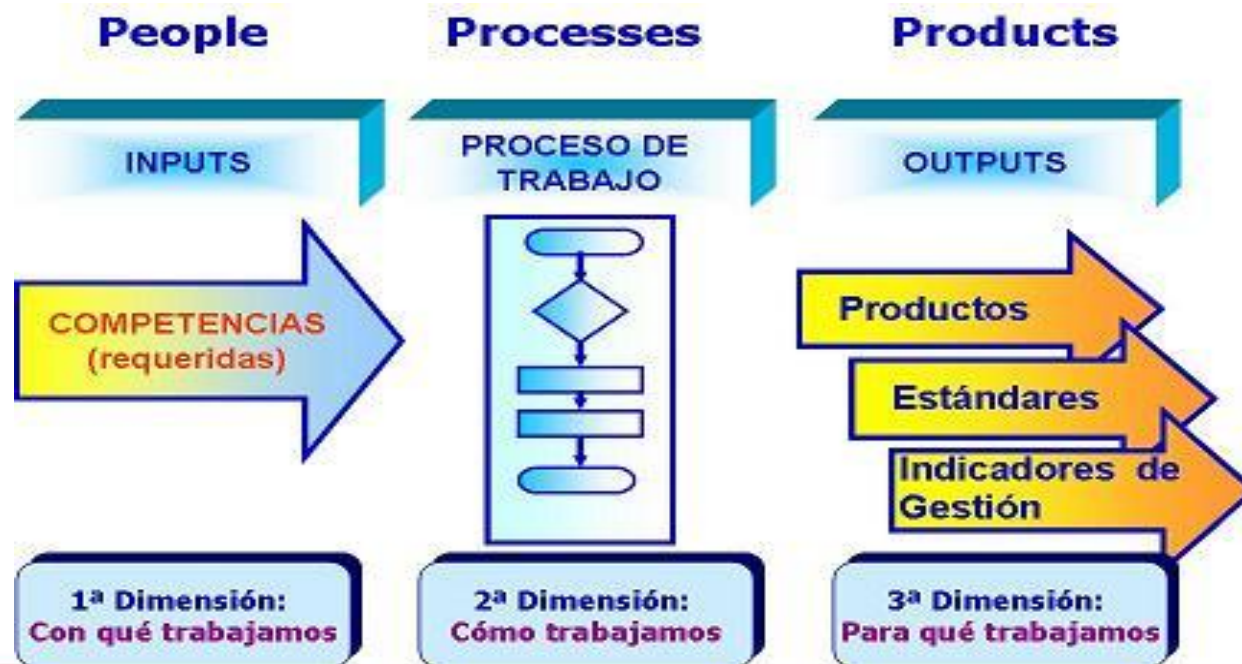 People
Processes
Products
INPUTS
PROCESO DE
TRABAJO
OUTPUTS
COMPETENCIAS
(requeridas)
Productos
Estándares
Indicadores de
Gestión
1ª Dimensión:
Con qué trabajamos
2ª Dimensión:
Cómo trabajamos
3ª Dimensión:
Para qué trabajamos